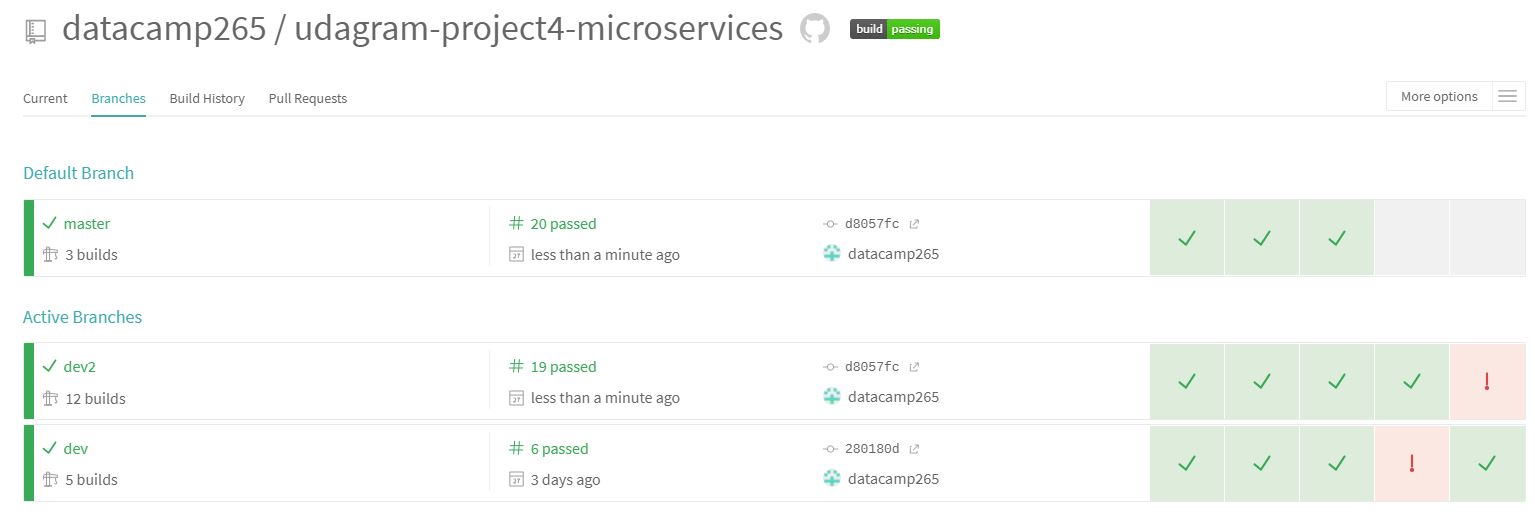 datacamp265 / udagram-project4-microservices build passing
Current Branches Build History Pull Requests More options
Default Branch
master # 20 passed d8057fc
3 builds less than a minute ago datacamp265
Active Branches
dev2 # 19 passed d8057fc
12 builds less than a minute ago datacamp265
dev # 6 passed 280180d
5 builds 3 days ago datacamp265